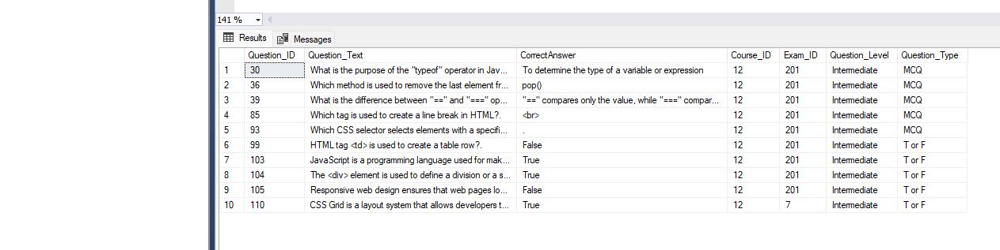 141 %
Results Messages
Question_ID Question_Text CorrectAnswer Course_ID Exam_ID Question_Level Question_Type
1 30 What is the purpose of the "typeof" operator in Jav... To determine the type of a variable or expression 12 201 Intermediate MCQ
2 36 Which method is used to remove the last element fr... pop() 12 201 Intermediate MCQ
3 39 What is the difference between "==" and "===" op... "==" compares only the value, while "===" compar... 12 201 Intermediate MCQ
4 85 Which tag is used to create a line break in HTML?. <br> 12 201 Intermediate MCQ
5 93 Which CSS selector selects elements with a specifi... . 12 201 Intermediate MCQ
6 99 HTML tag <td> is used to create a table row?. False 12 201 Intermediate T or F
7 103 JavaScript is a programming language used for mak... True 12 201 Intermediate T or F
8 104 The <div> element is used to define a division or a s... True 12 201 Intermediate T or F
9 105 Responsive web design ensures that web pages lo... False 12 201 Intermediate T or F
10 110 CSS Grid is a layout system that allows developers t... True 12 7 Intermediate T or F